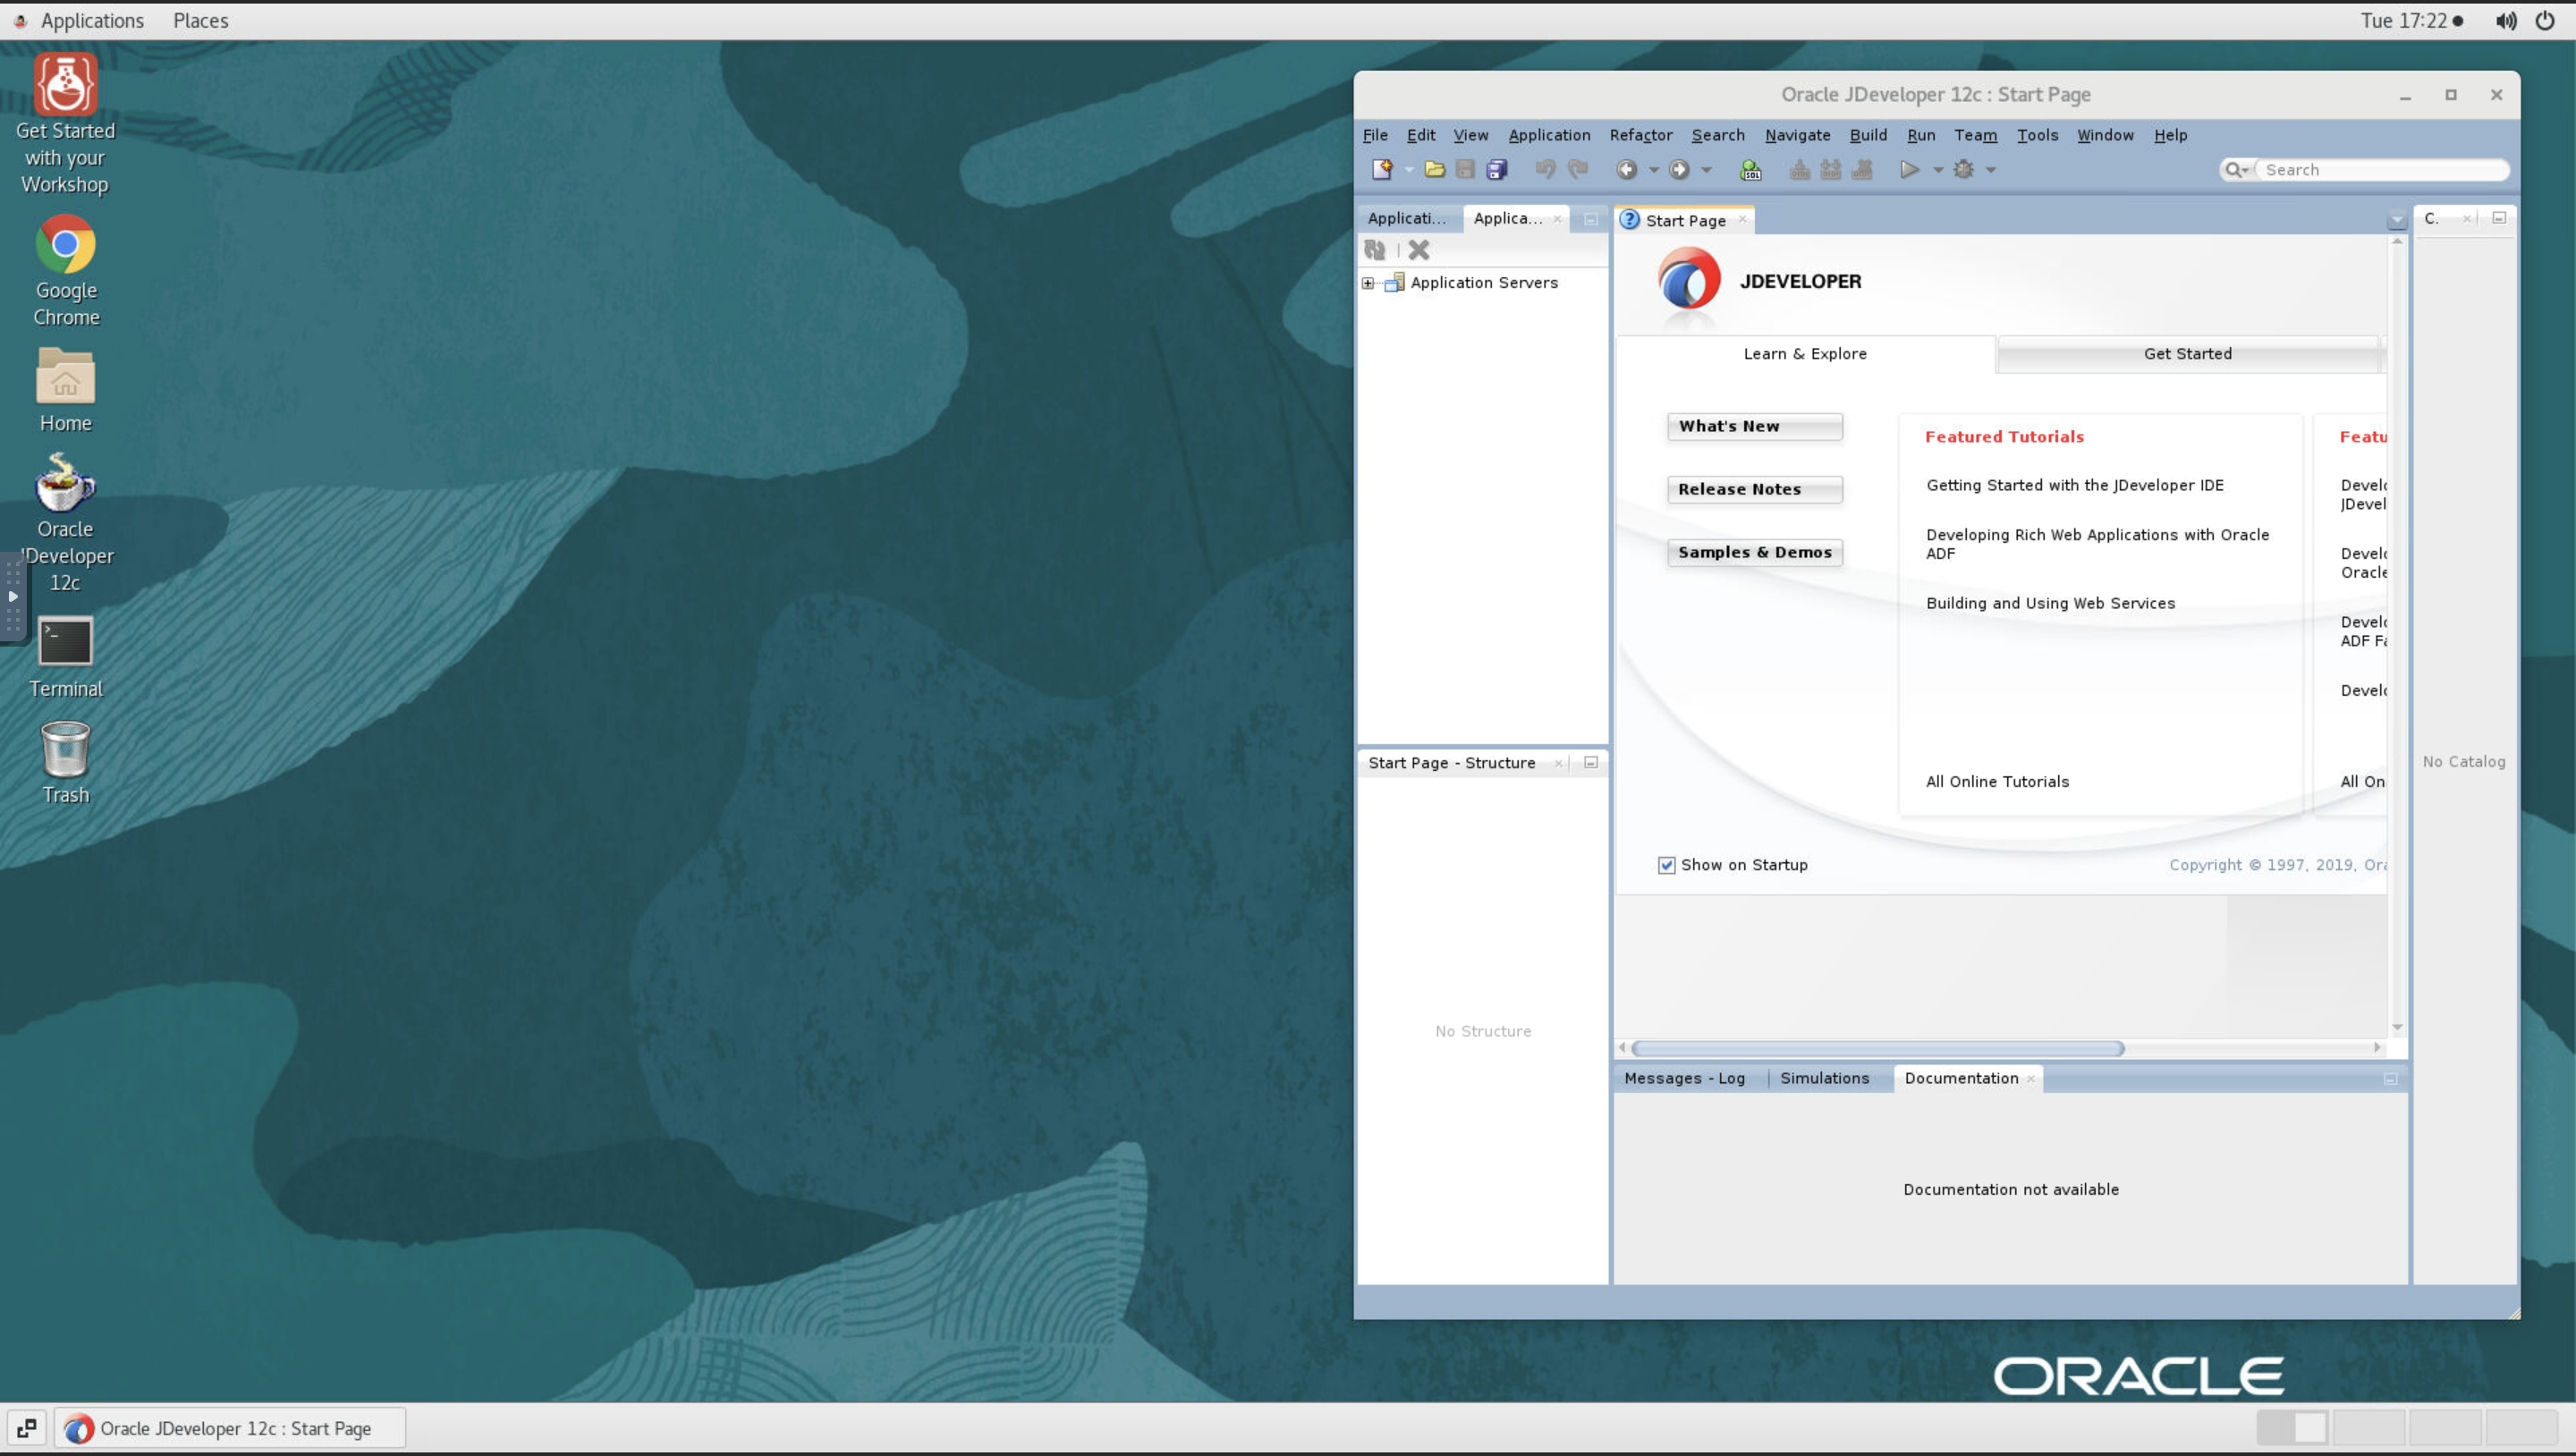 Applications Places Tue 17:22
Get Started
with your
Workshop
Google
Chrome
Home
Oracle
JDeveloper
12c
>_
Terminal
Trash
Oracle JDeveloper 12c : Start Page
File Edit View Application Refactor Search Navigate Build Run Team Tools Window Help
SQL
Search
Applicati... Applica...
Start Page
C.
Application Servers
JDEVELOPER
Learn & Explore Get Started
What's New
Release Notes
Samples & Demos
Featured Tutorials
Getting Started with the JDeveloper IDE
Developing Rich Web Applications with Oracle
ADF
Building and Using Web Services
All Online Tutorials
Featu
Develo
JDevel
Develo
Oracle
Develo
ADF Fa
Develo
All On
Show on Startup
Copyright © 1997, 2019, Ora
No Catalog
Start Page - Structure
No Structure
Messages - Log Simulations Documentation
Documentation not available
ORACLE
Oracle JDeveloper 12c : Start Page